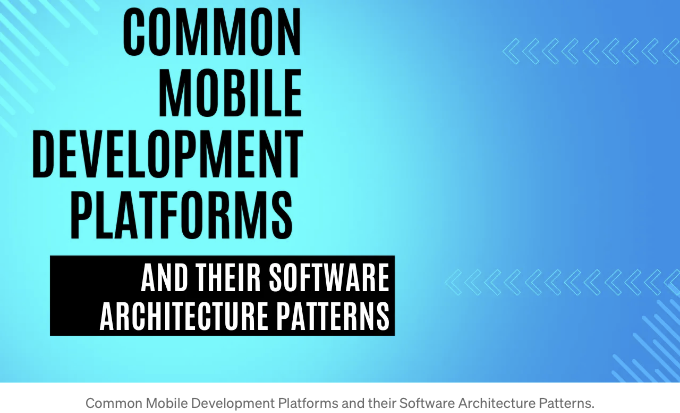 COMMON
MOBILE
DEVELOPMENT
PLATFORMS
AND THEIR SOFTWARE
ARCHITECTURE PATTERNS
Common Mobile Development Platforms and their Software Architecture Patterns.